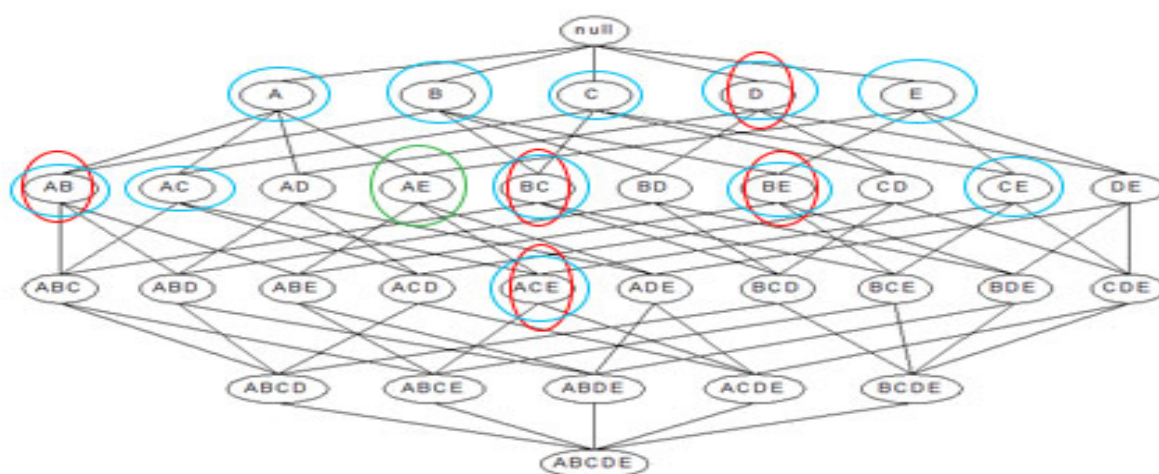 null
A B C D E
AB AC AD AE BC BD BE CD CE DE
ABC ABD ABE ACD ACE ADE BCD BCE BDE CDE
ABCD ABCE ABDE ACDE BCDE
ABCDE